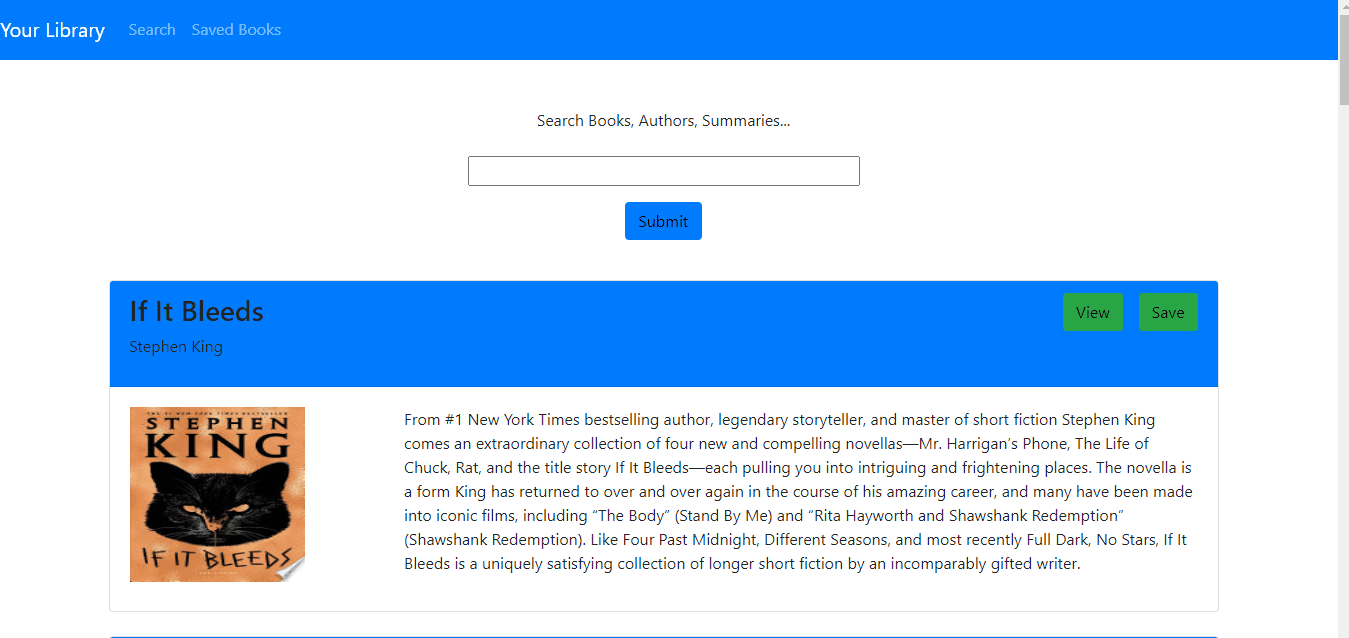 Your Library Search Saved Books
Search Books, Authors, Summaries...
Submit
If It Bleeds
View Save
Stephen King
STEPHEN
KING
IF IT BLEEDS
From #1 New York Times bestselling author, legendary storyteller, and master of short fiction Stephen King
comes an extraordinary collection of four new and compelling novellas—Mr. Harrigan’s Phone, The Life of
Chuck, Rat, and the title story If It Bleeds—each pulling you into intriguing and frightening places. The novella is
a form King has returned to over and over again in the course of his amazing career, and many have been made
into iconic films, including “The Body” (Stand By Me) and “Rita Hayworth and Shawshank Redemption”
(Shawshank Redemption). Like Four Past Midnight, Different Seasons, and most recently Full Dark, No Stars, If It
Bleeds is a uniquely satisfying collection of longer short fiction by an incomparably gifted writer.